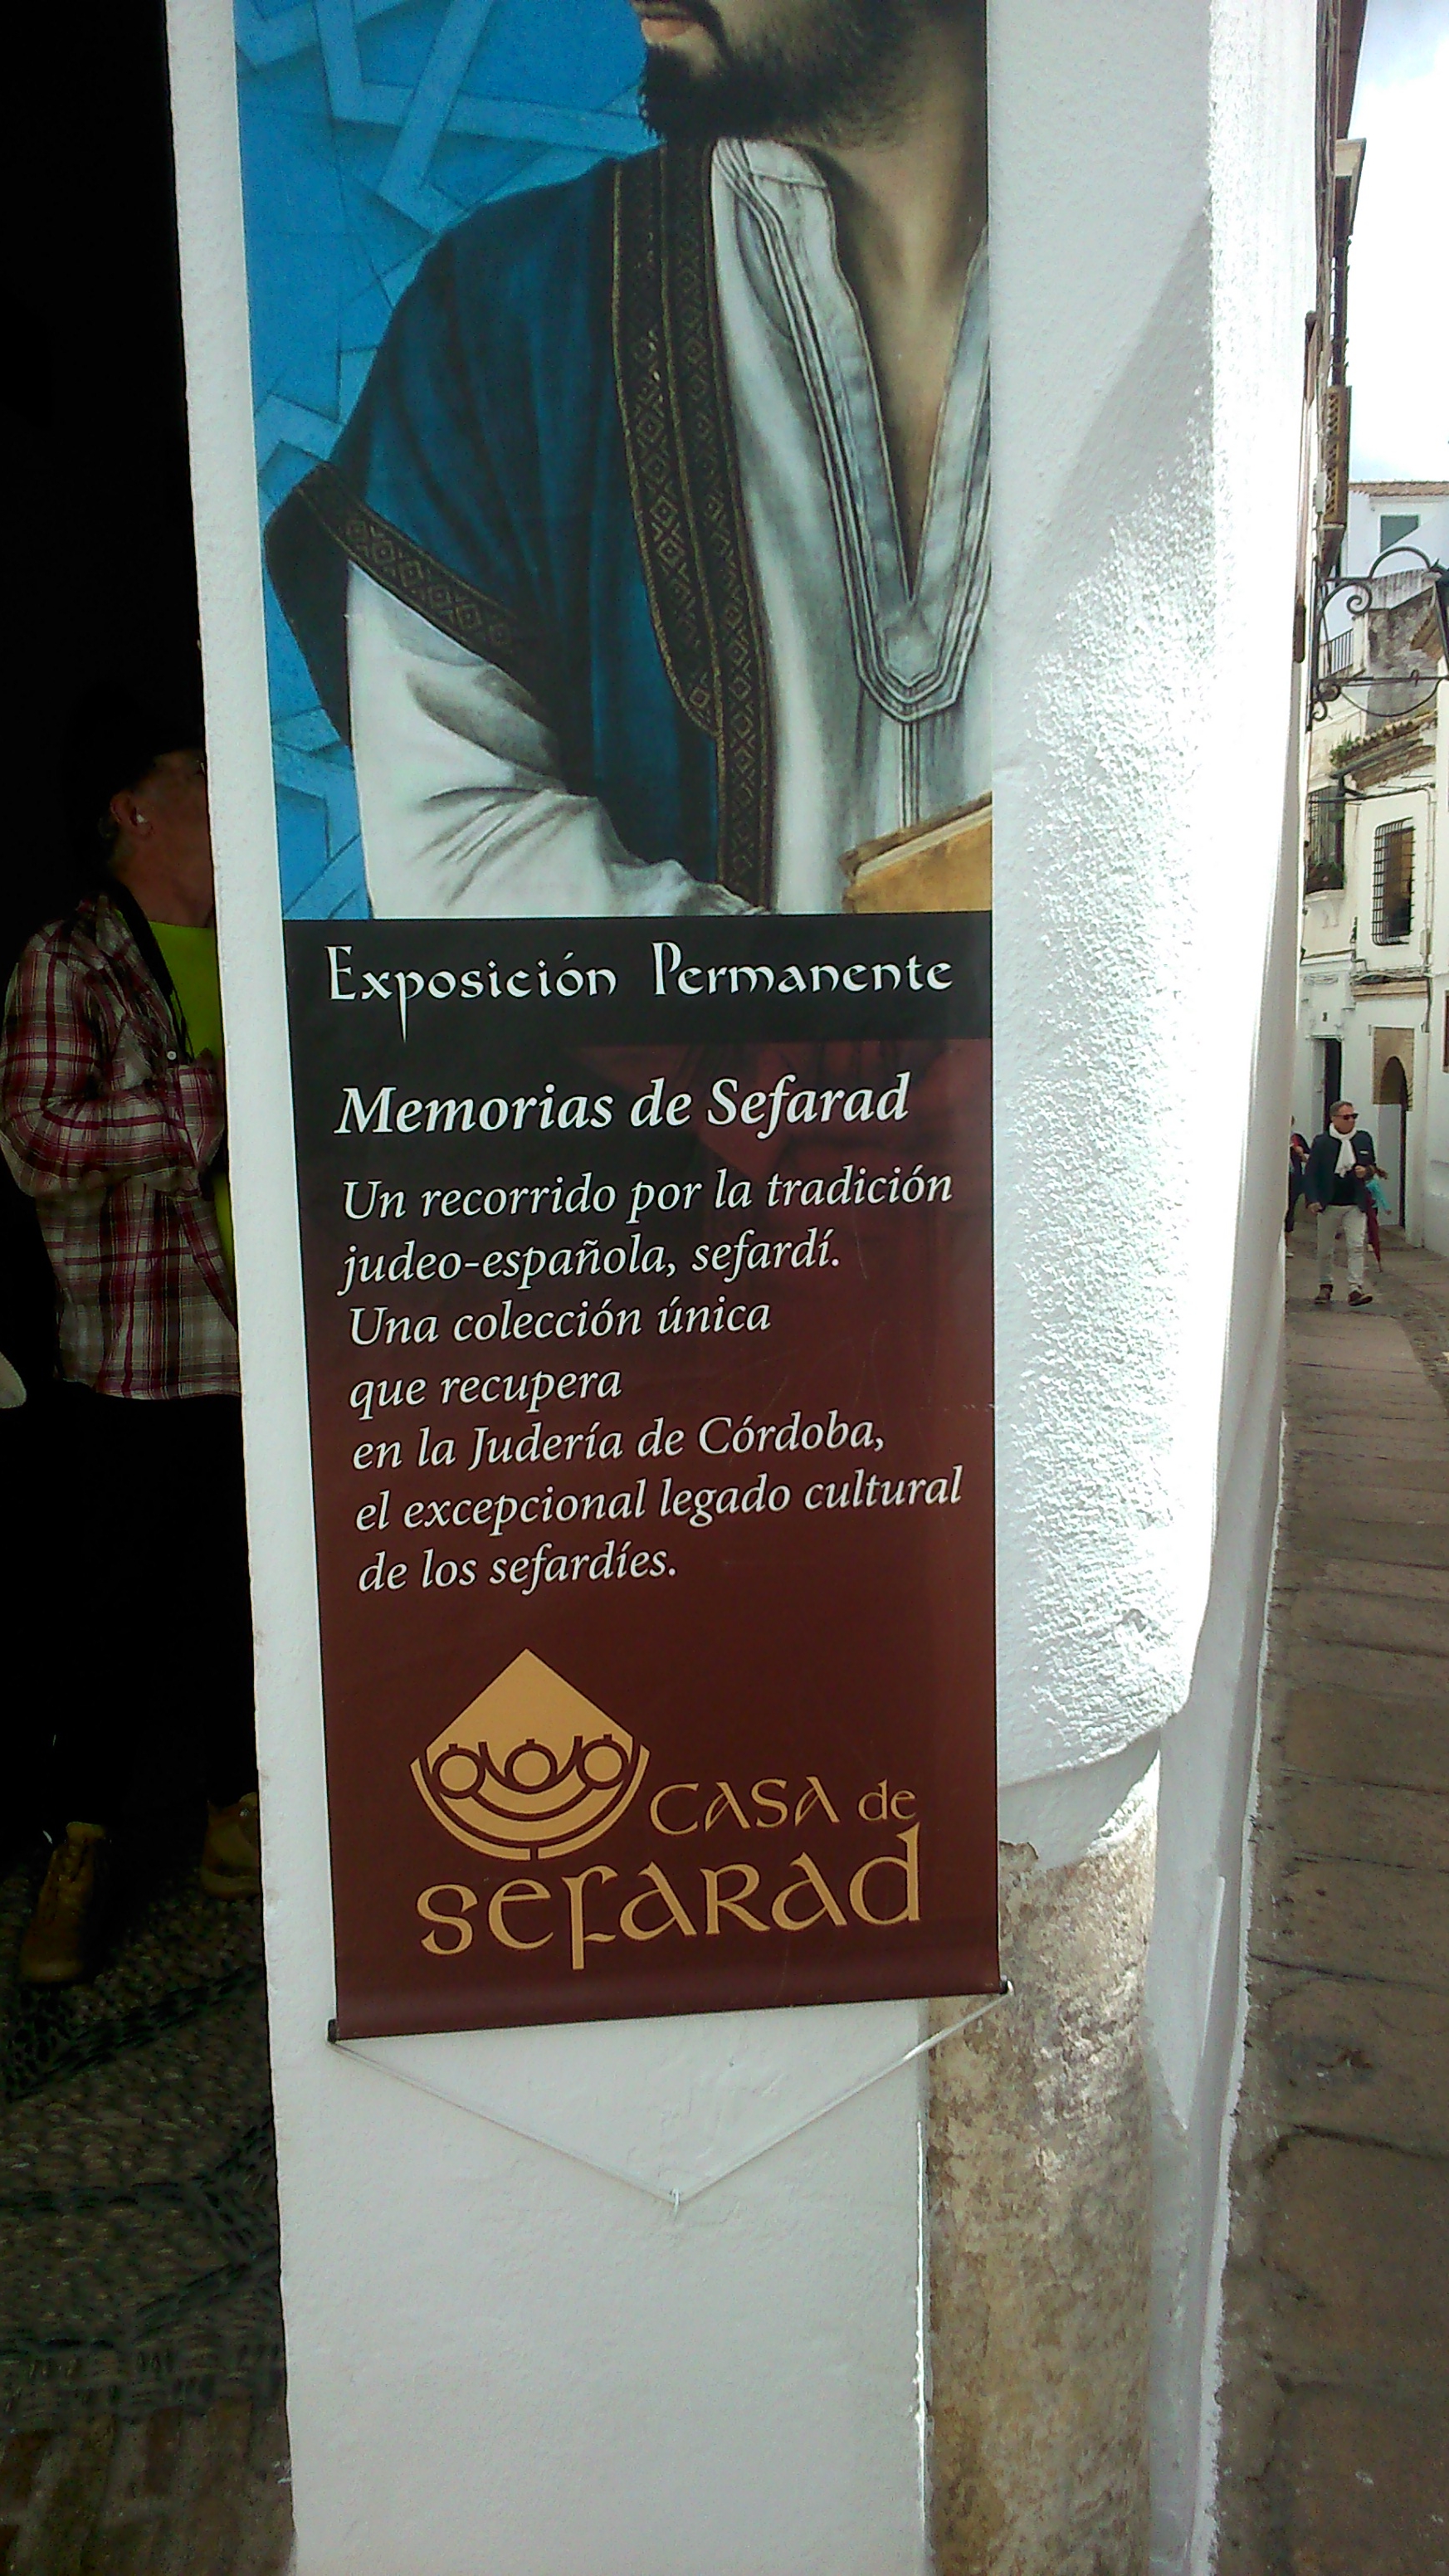 Exposición Permanente
Memorias de Sefarad
Un recorrido por la tradición
judeo-española, sefardí.
Una colección única
que recupera
en la Judería de Córdoba,
el excepcional legado cultural
de los sefardíes.
CASA de
sefarad